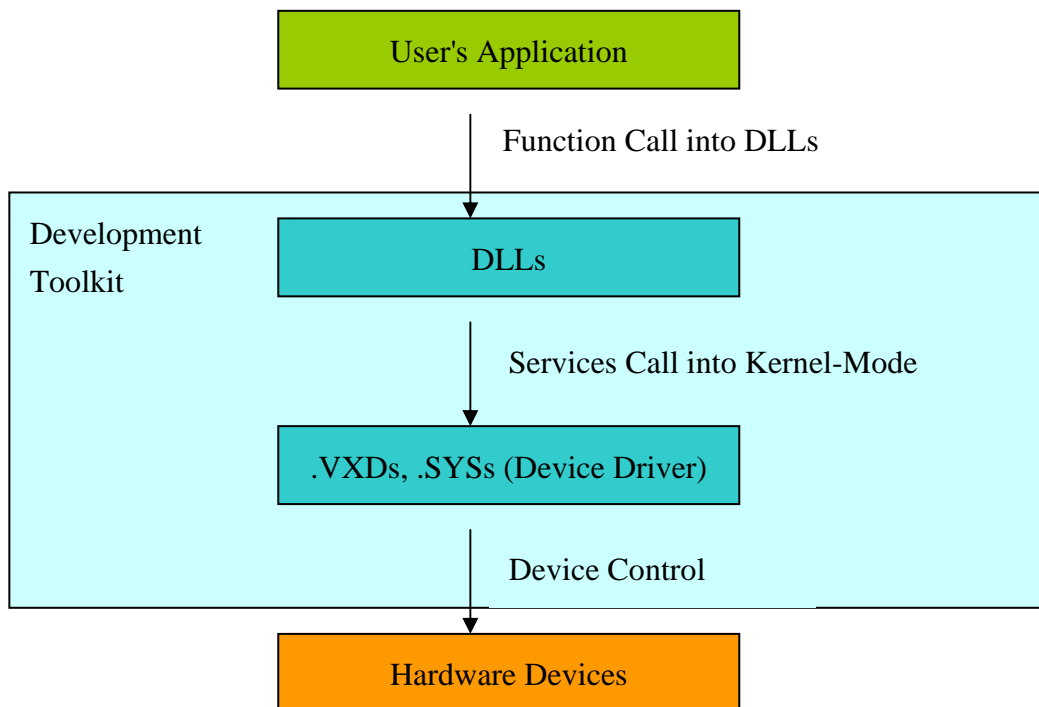 User's Application
Function Call into DLLs
Development
Toolkit
DLLs
Services Call into Kernel-Mode
.VXDs, .SYSs (Device Driver)
Device Control
Hardware Devices